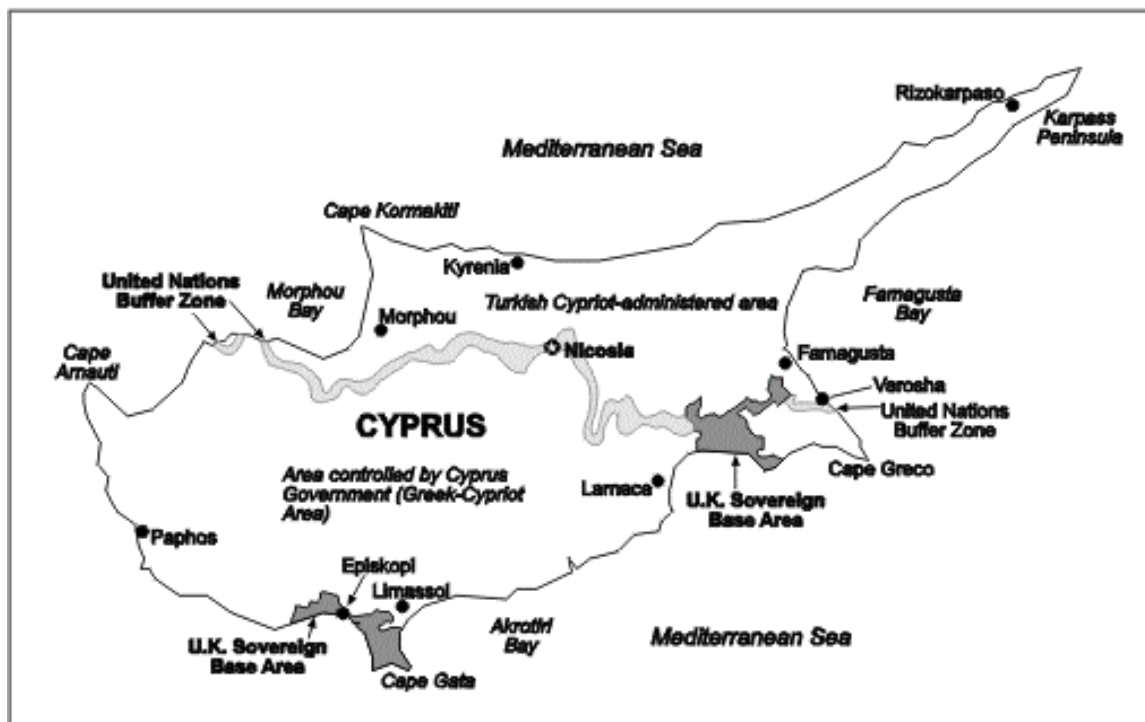 Rizokarpaso
Karpass
Peninsula
Mediterranean Sea
Cape Kormakiti
Kyrenia
United Nations
Buffer Zone
Morphou
Bay
Turkish Cypriot-administered area
Famagusta
Bay
Morphou
Nicosia
Cape
Arnauti
Famagusta
Varosha
United Nations
Buffer Zone
CYPRUS
Cape Greco
Area controlled by Cyprus
Government (Greek-Cypriot
Area)
Larnaca
U.K. Sovereign
Base Area
Paphos
Episkopi
Limassol
Akrotiri
Bay
Mediterranean Sea
U.K. Sovereign
Base Area
Cape Gata